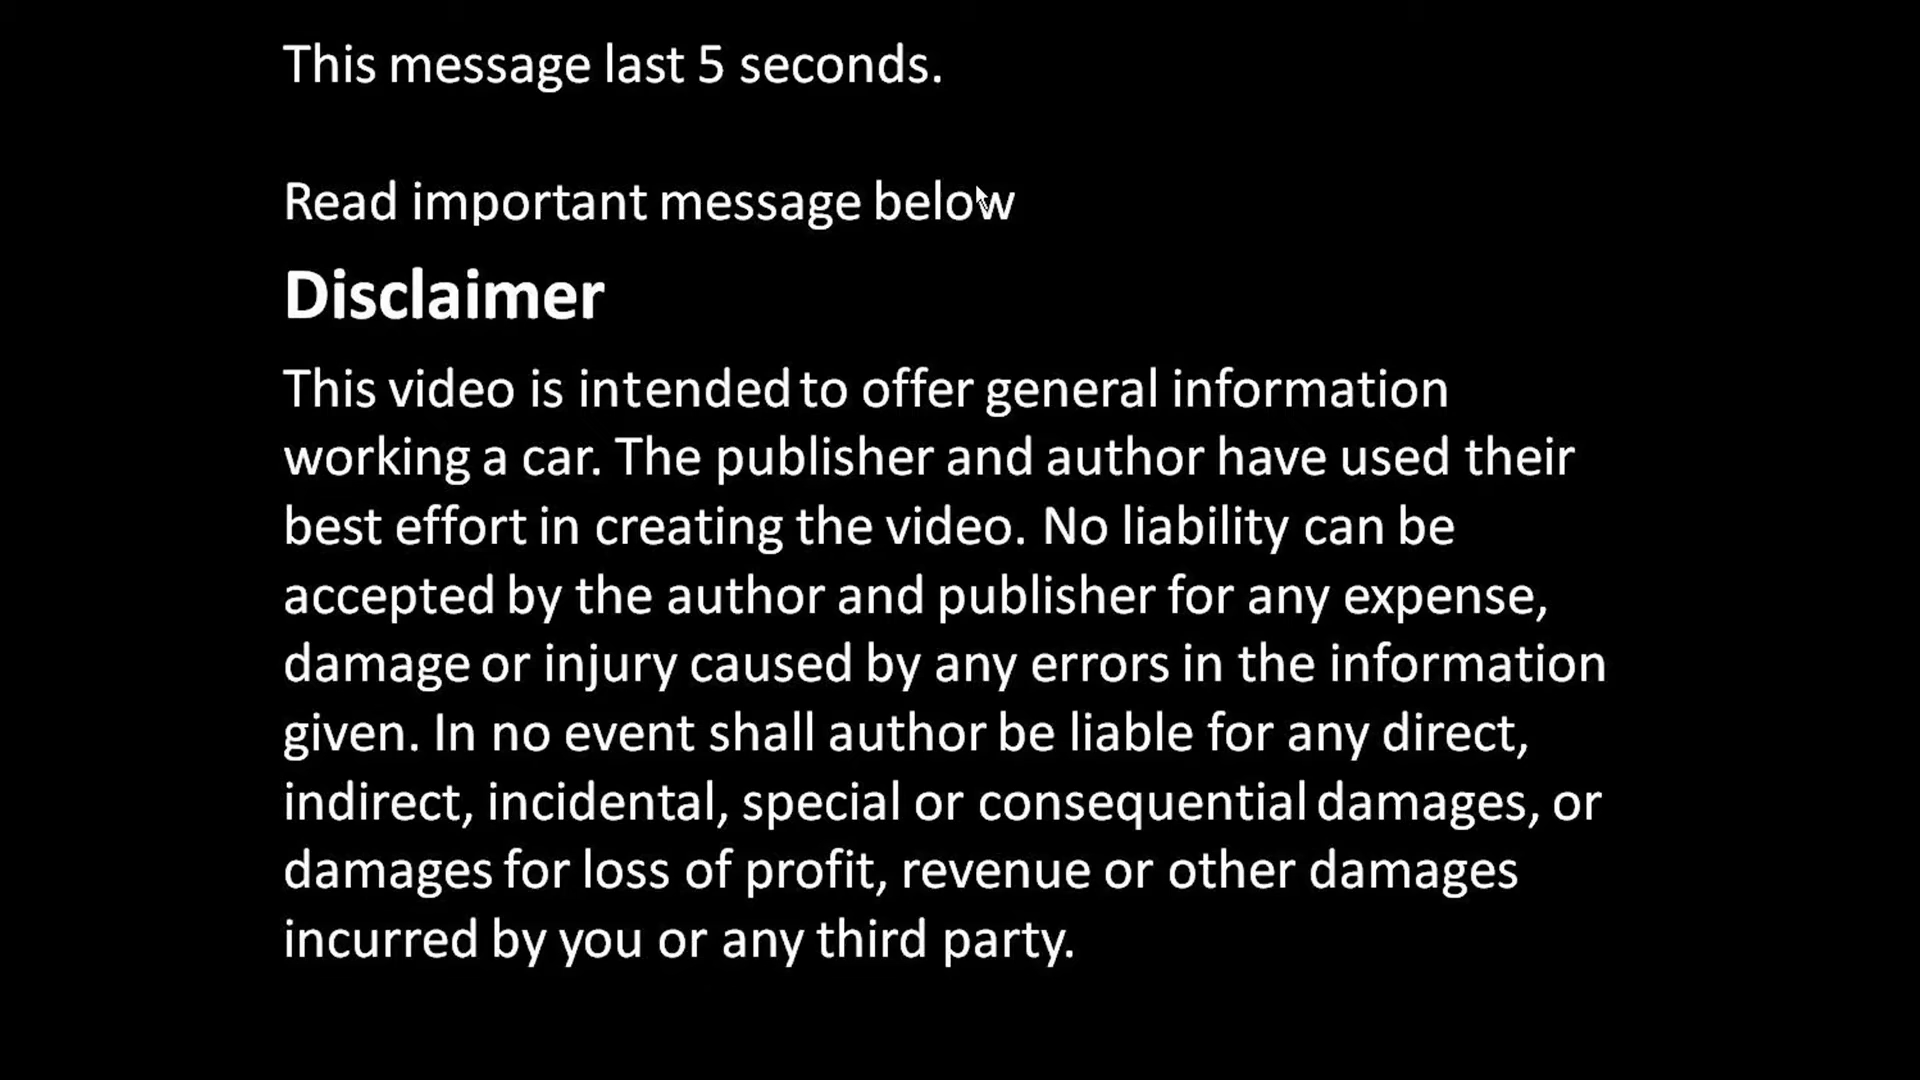 This message last 5 seconds.
Read important message below
Disclaimer
This video is intended to offer general information
working a car. The publisher and author have used their
best effort in creating the video. No liability can be
accepted by the author and publisher for any expense,
damage or injury caused by any errors in the information
given. In no event shall author be liable for any direct,
indirect, incidental, special or consequential damages, or
damages for loss of profit, revenue or other damages
incurred by you or any third party.